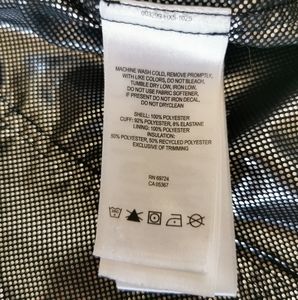 MACHINE WASH COLD, REMOVE PROMPTLY,
WITH LIKE COLORS, DO NOT BLEACH,
TUMBLE DRY LOW, IRON LOW,
DO NOT USE FABRIC SOFTENER,
IF PRESENT DO NOT IRON DECAL,
DO NOT DRYCLEAN
SHELL: 100% POLYESTER
CUFF: 92% POLYESTER, 8% ELASTANE
LINING: 100% POLYESTER
INSULATION:
50% POLYESTER, 50% RECYCLED POLYESTER
EXCLUSIVE OF TRIMMING
RN 69724
CA 05367